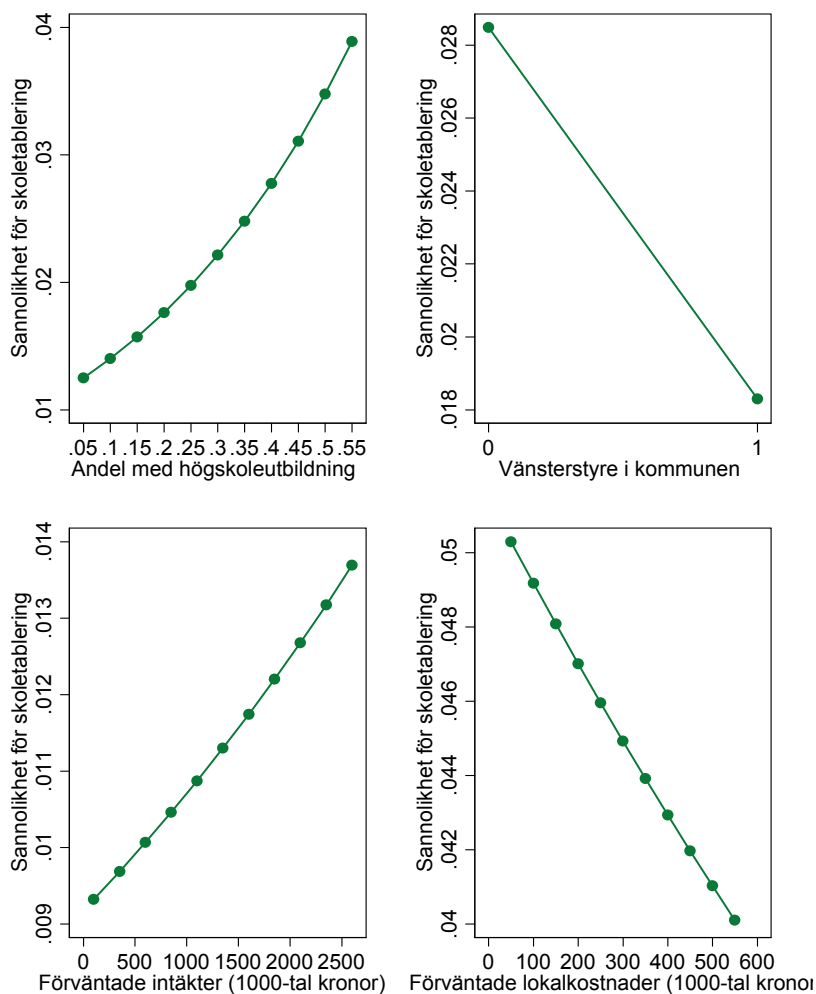 Sannolikhet för skoletablering
.04
.03
.02
.01
.05 .1 .15 .2 .25 .3 .35 .4 .45 .5 .55
Andel med högskoleutbildning
Sannolikhet för skoletablering
.028
.026
.024
.022
.02
.018
0 1
Vänsterstyre i kommunen
Sannolikhet för skoletablering
.014
.013
.012
.011
.01
.009
0 500 1000 1500 2000 2500
Förväntade intäkter (1000-tal kronor)
Sannolikhet för skoletablering
.05
.048
.046
.044
.042
.04
0 100 200 300 400 500 600
Förväntade lokalkostnader (1000-tal kronor